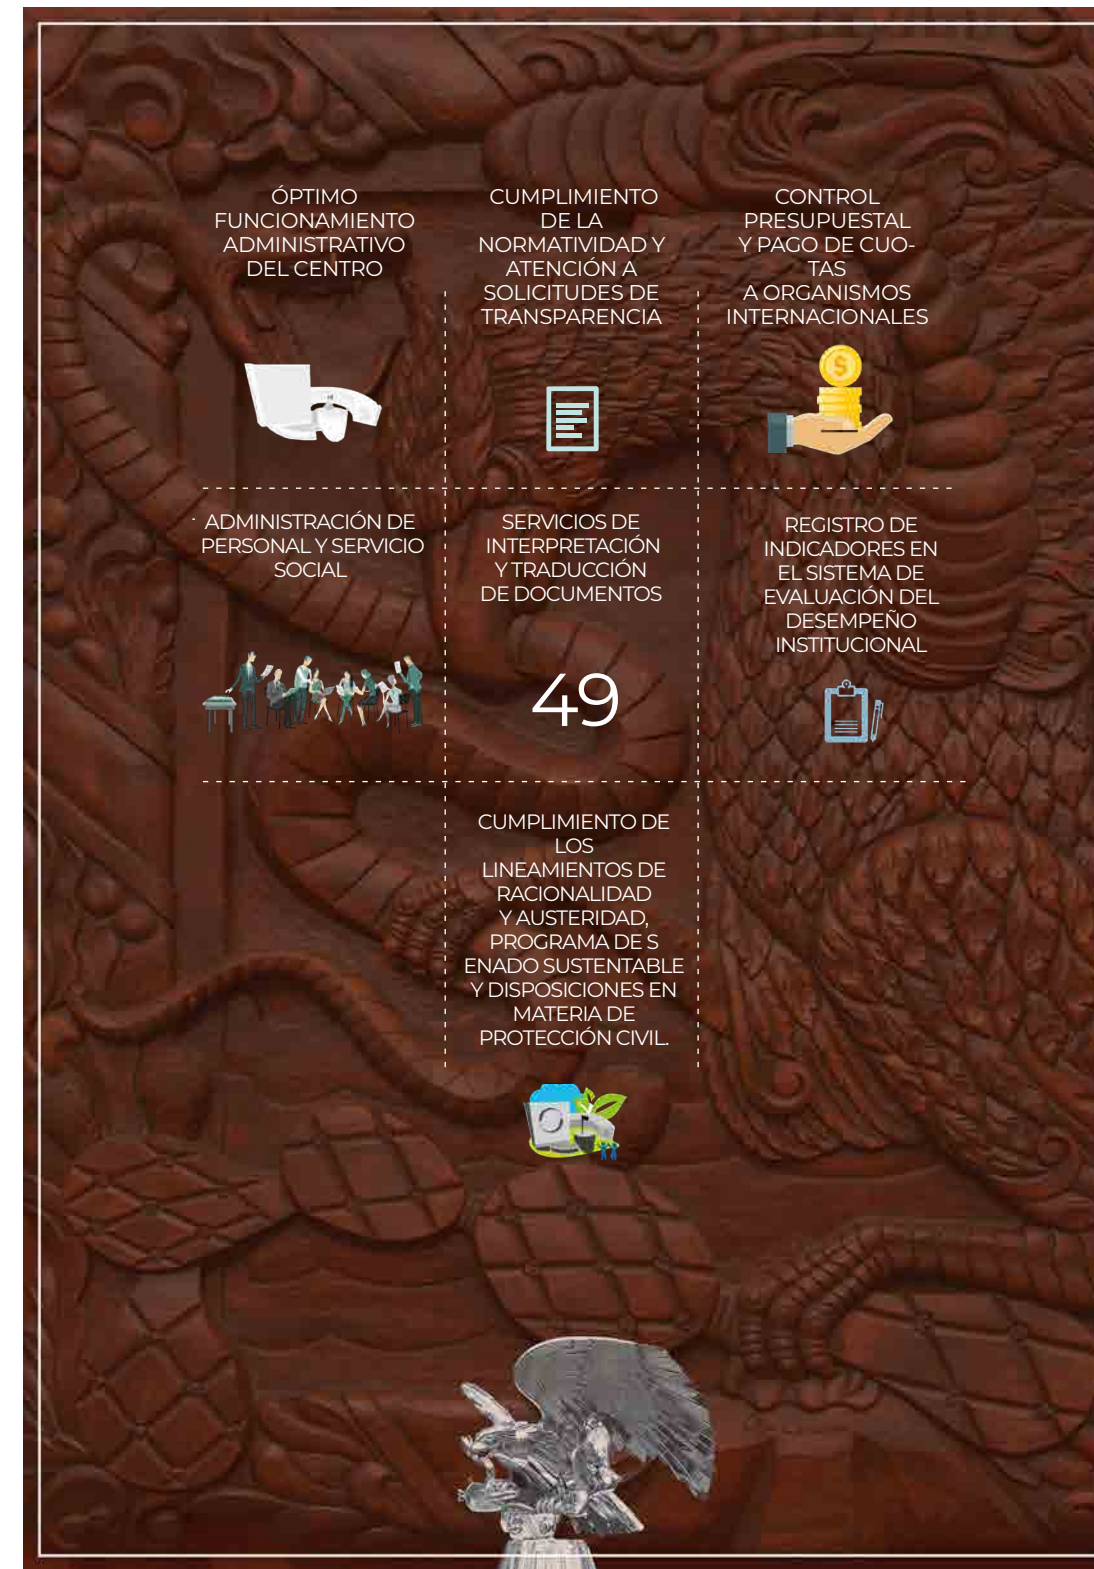 ÓPTIMO
FUNCIONAMIENTO
ADMINISTRATIVO
DEL CENTRO
CUMPLIMIENTO
DE LA
NORMATIVIDAD Y
ATENCIÓN A
SOLICITUDES DE
TRANSPARENCIA
CONTROL
PRESUPUESTAL
Y PAGO DE CUO-
TAS
A ORGANISMOS
INTERNACIONALES
$
ADMINISTRACIÓN DE
PERSONAL Y SERVICIO
SOCIAL
SERVICIOS DE
INTERPRETACIÓN
Y TRADUCCIÓN
DE DOCUMENTOS
49
REGISTRO DE
INDICADORES EN
EL SISTEMA DE
EVALUACIÓN DEL
DESEMPEÑO
INSTITUCIONAL
CUMPLIMIENTO DE
LOS
LINEAMIENTOS DE
RACIONALIDAD
Y AUSTERIDAD,
PROGRAMA DE S
ENADO SUSTENTABLE
Y DISPOSICIONES EN
MATERIA DE
PROTECCIÓN CIVIL.